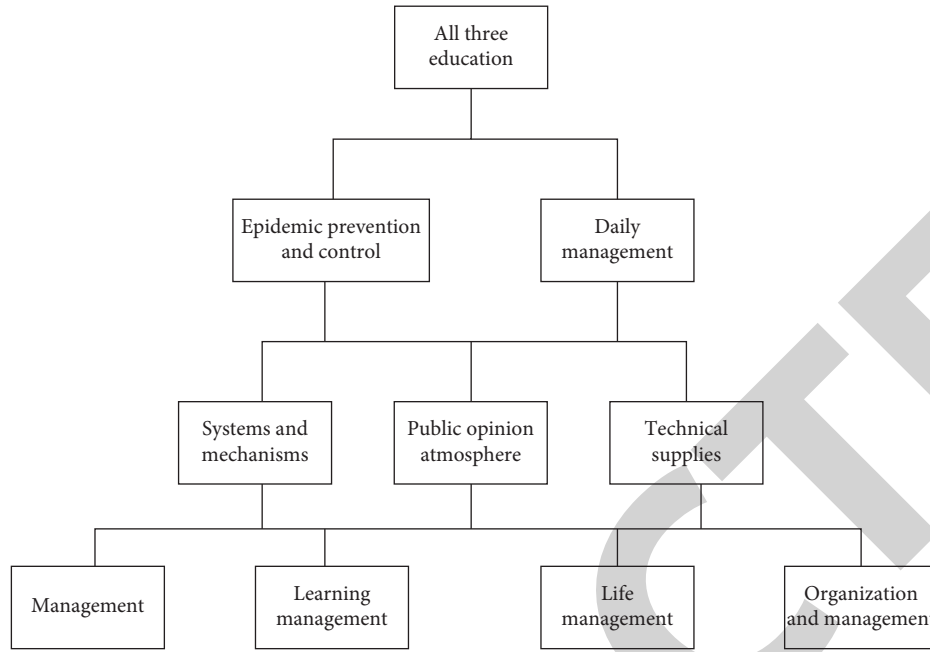 All three
education
Epidemic prevention
and control
Daily
management
Systems and
mechanisms
Public opinion
atmosphere
Technical
supplies
Management
Learning
management
Life
management
Organization
and management